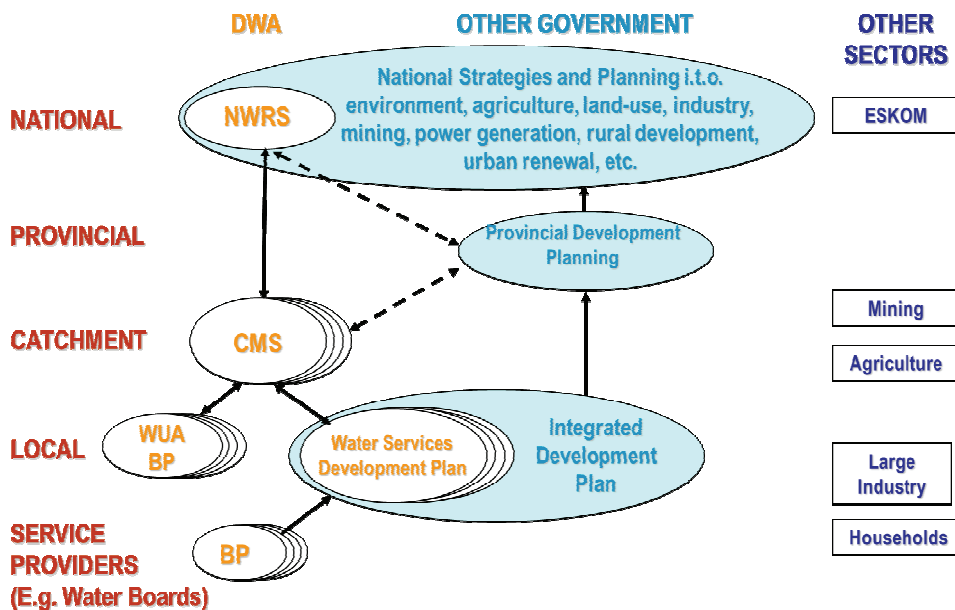 DWA
OTHER GOVERNMENT
OTHER
SECTORS
NATIONAL
NWRS
National Strategies and Planning i.t.o.
environment, agriculture, land-use, industry,
mining, power generation, rural development,
urban renewal, etc.
ESKOM
PROVINCIAL
Provincial Development
Planning
CATCHMENT
CMS
Mining
Agriculture
LOCAL
WUA
BP
Water Services
Development Plan
Integrated
Development
Plan
Large
Industry
SERVICE
PROVIDERS
(E.g. Water Boards)
BP
Households